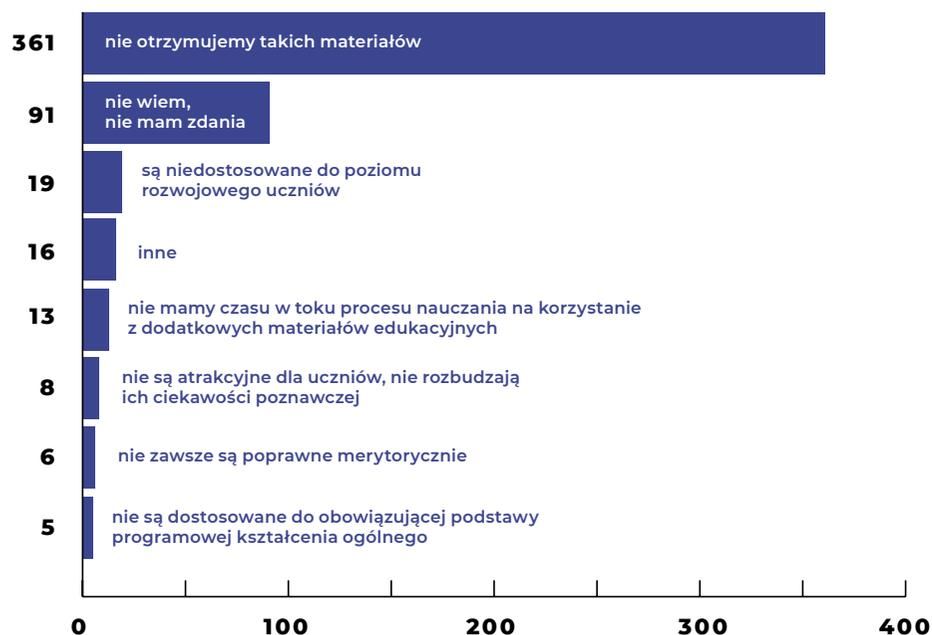 361
nie otrzymujemy takich materiałów
91
nie wiem,
nie mam zdania
19
są niedostosowane do poziomu
rozwojowego uczniów
16
inne
13
nie mamy czasu w toku procesu nauczania na korzystanie
z dodatkowych materiałów edukacyjnych
8
nie są atrakcyjne dla uczniów, nie rozbudzają
ich ciekawości poznawczej
6
nie zawsze są poprawne merytorycznie
5
nie są dostosowane do obowiązującej podstawy
programowej kształcenia ogólnego
0 100 200 300 400